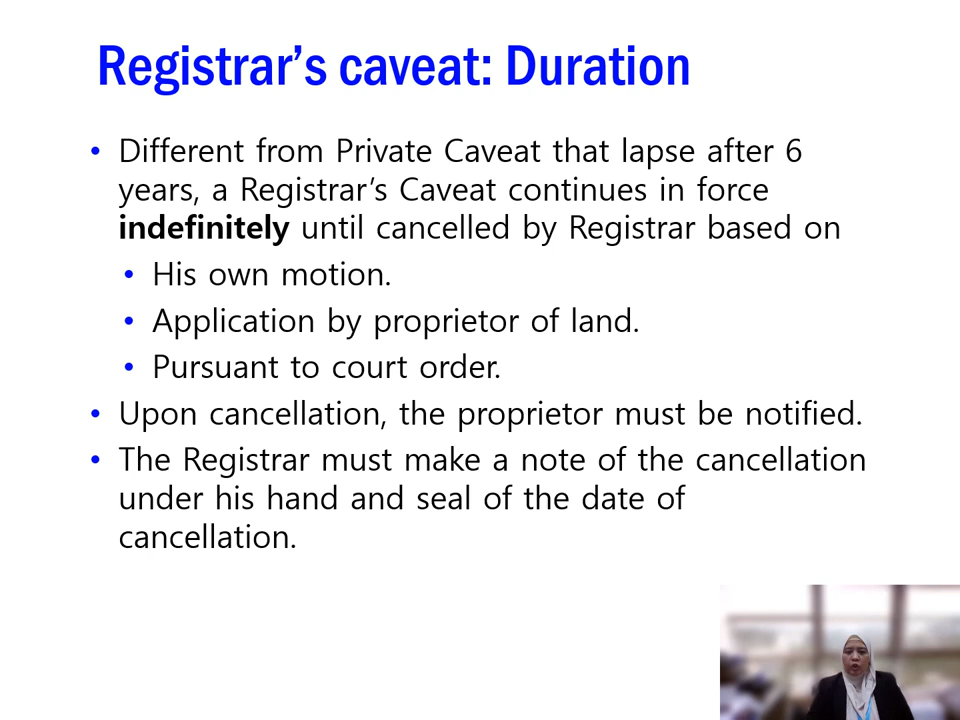 Registrar’s caveat: Duration
• Different from Private Caveat that lapse after 6
years, a Registrar’s Caveat continues in force
indefinitely until cancelled by Registrar based on
• His own motion.
• Application by proprietor of land.
• Pursuant to court order.
• Upon cancellation, the proprietor must be notified.
• The Registrar must make a note of the cancellation
under his hand and seal of the date of
cancellation.